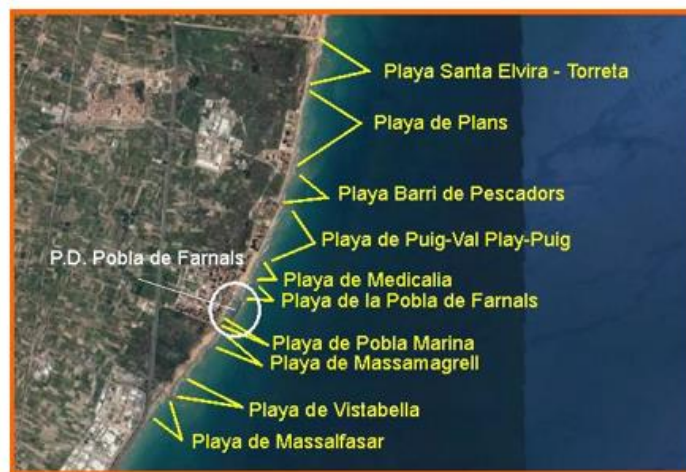 Playa Santa Elvira - Torreta
Playa de Plans
Playa Barri de Pescadors
Playa de Puig-Val Play-Puig
P.D. Pobla de Farnals
Playa de Medicalia
Playa de la Pobla de Farnals
Playa de Pobla Marina
Playa de Massamagrell
Playa de Vistabella
Playa de Massalfasar